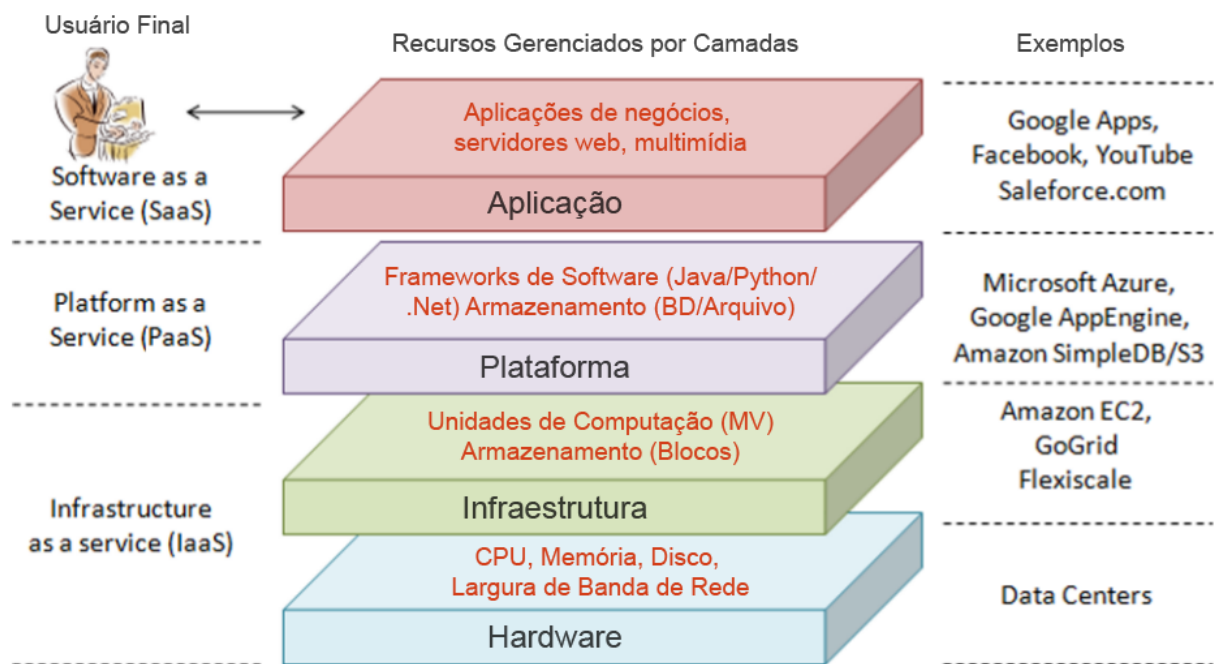 Usuário Final
Recursos Gerenciados por Camadas
Exemplos
Aplicações de negócios,
servidores web, multimídia
Aplicação
Software as a
Service (SaaS)
Google Apps,
Facebook, YouTube
Saleforce.com
Platform as a
Service (PaaS)
Frameworks de Software (Java/Python/
.Net) Armazenamento (BD/Arquivo)
Plataforma
Microsoft Azure,
Google AppEngine,
Amazon SimpleDB/S3
Infrastructure
as a service (IaaS)
Unidades de Computação (MV)
Armazenamento (Blocos)
Infraestrutura
Amazon EC2,
GoGrid
Flexiscale
CPU, Memória, Disco,
Largura de Banda de Rede
Hardware
Data Centers